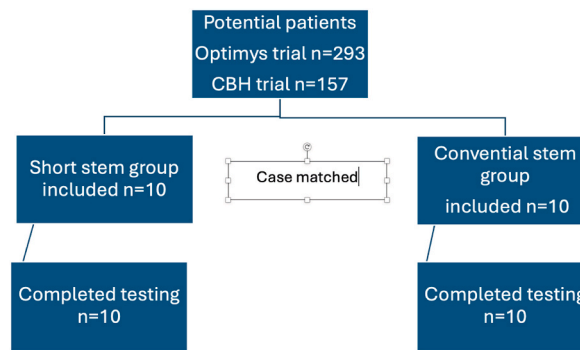 Potential patients
Optimys trial n=293
CBH trial n=157
Short stem group
included n=10
Case matched
Convential stem
group
included n=10
Completed testing
n=10
Completed testing
n=10